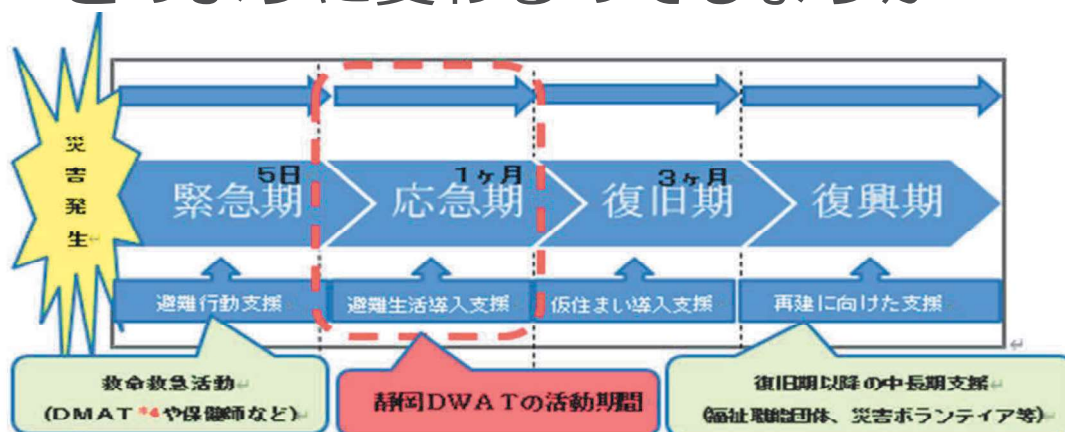 災害発生
5日
1ヶ月
3ヶ月
緊急期
応急期
復旧期
復興期
避難行動支援
避難生活導入支援
仮住まい導入支援
再建に向けた支援
救命救急活動
(DMAT*4や保健師など)
静岡DWATの活動期間
復旧期以降の中長期支援
(福祉職能団体、災害ボランティア等)